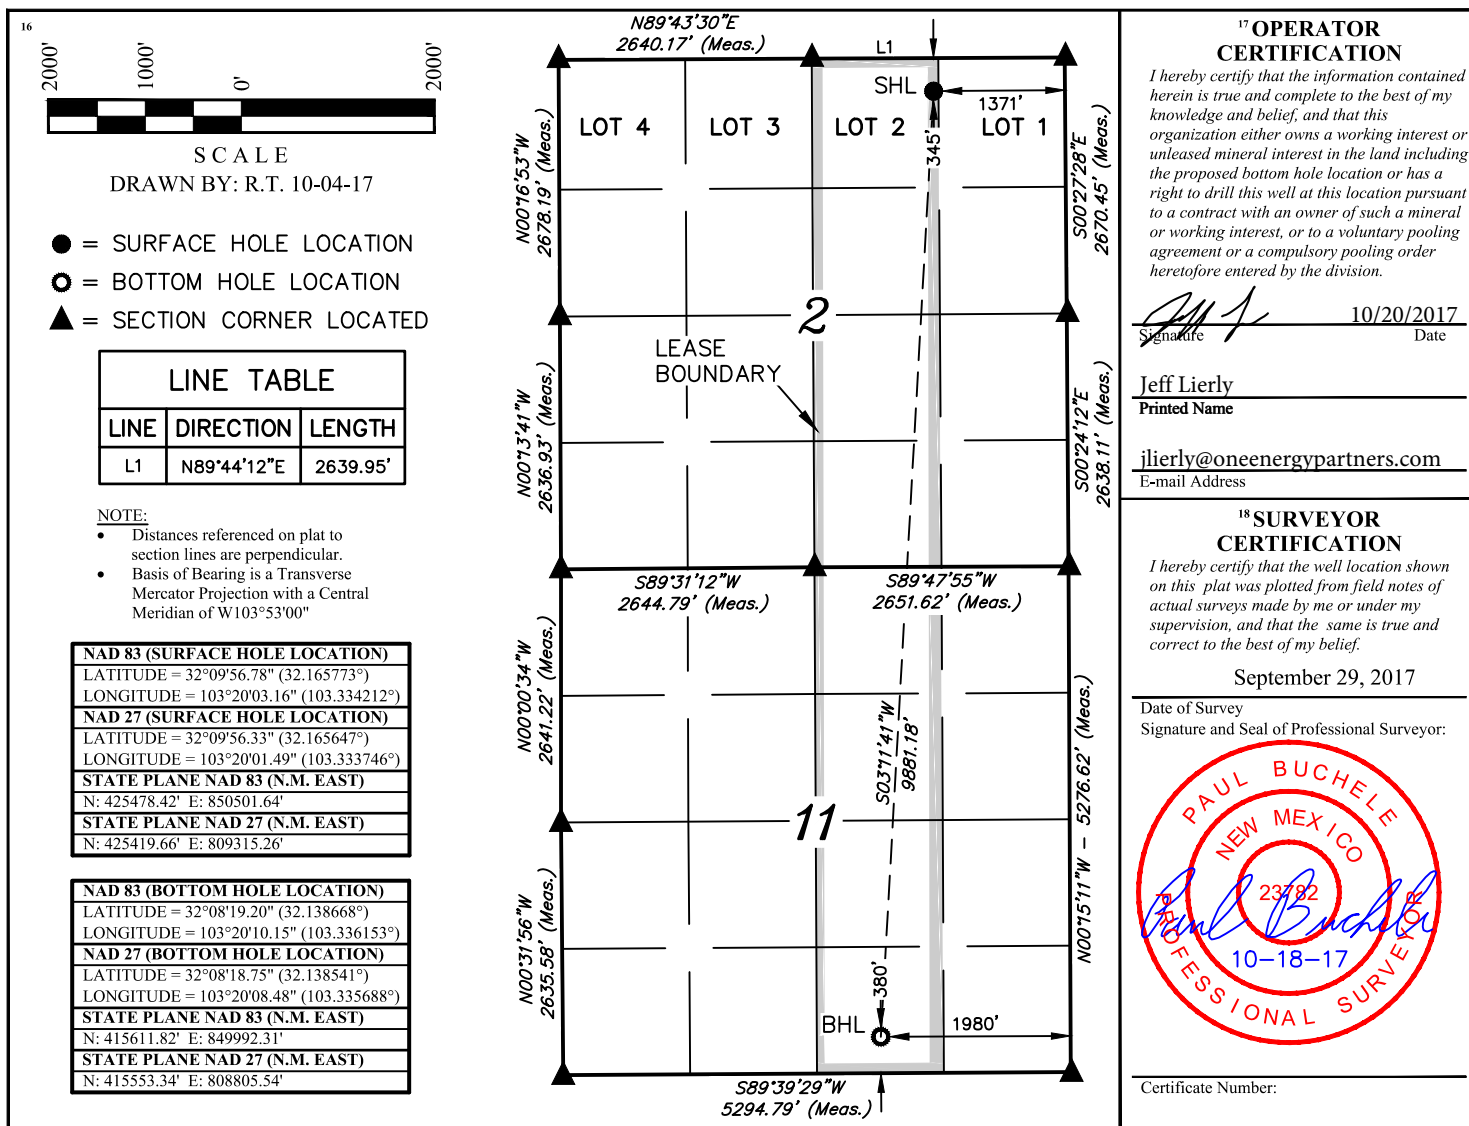 16
2000'
1000'
0'
2000'
SCALE
DRAWN BY: R.T. 10-04-17
= SURFACE HOLE LOCATION
= BOTTOM HOLE LOCATION
= SECTION CORNER LOCATED
LINE TABLE
LINE DIRECTION LENGTH
L1 N89°44'12"E 2639.95'
NOTE:
• Distances referenced on plat to
section lines are perpendicular.
• Basis of Bearing is a Transverse
Mercator Projection with a Central
Meridian of W103°53'00"
NAD 83 (SURFACE HOLE LOCATION)
LATITUDE = 32°09'56.78" (32.165773°)
LONGITUDE = 103°20'03.16" (103.334212°)
NAD 27 (SURFACE HOLE LOCATION)
LATITUDE = 32°09'56.33" (32.165647°)
LONGITUDE = 103°20'01.49" (103.333746°)
STATE PLANE NAD 83 (N.M. EAST)
N: 425478.42' E: 850501.64'
STATE PLANE NAD 27 (N.M. EAST)
N: 425419.66' E: 809315.26'
NAD 83 (BOTTOM HOLE LOCATION)
LATITUDE = 32°08'19.20" (32.138668°)
LONGITUDE = 103°20'10.15" (103.336153°)
NAD 27 (BOTTOM HOLE LOCATION)
LATITUDE = 32°08'18.75" (32.138541°)
LONGITUDE = 103°20'08.48" (103.335688°)
STATE PLANE NAD 83 (N.M. EAST)
N: 415611.82' E: 849992.31'
STATE PLANE NAD 27 (N.M. EAST)
N: 415553.34' E: 808805.54'
N89°43'30"E
2640.17' (Meas.)
L1
SHL
1371'
LOT 4
LOT 3
LOT 2
LOT 1
345'
N00°16'53"W
2678.19' (Meas.)
S00°27'28"E
2670.45' (Meas.)
2
LEASE
BOUNDARY
N00°13'41"W
2636.93' (Meas.)
S00°24'12"E
2638.11' (Meas.)
S89°31'12"W
2644.79' (Meas.)
S89°47'55"W
2651.62' (Meas.)
N00°00'34"W
2641.22' (Meas.)
S03°11'41"W
9881.18'
N00°15'11"W - 5276.62' (Meas.)
11
N00°31'56"W
2635.58' (Meas.)
380'
BHL
1980'
S89°39'29"W
5294.79' (Meas.)
17 OPERATOR
CERTIFICATION
I hereby certify that the information contained
herein is true and complete to the best of my
knowledge and belief, and that this
organization either owns a working interest or
unleased mineral interest in the land including
the proposed bottom hole location or has a
right to drill this well at this location pursuant
to a contract with an owner of such a mineral
or working interest, or to a voluntary pooling
agreement or a compulsory pooling order
heretofore entered by the division.
10/20/2017
Signature Date
Jeff Lierly
Printed Name
jlierly@oneenergypartners.com
E-mail Address
18 SURVEYOR
CERTIFICATION
I hereby certify that the well location shown
on this plat was plotted from field notes of
actual surveys made by me or under my
supervision, and that the same is true and
correct to the best of my belief.
September 29, 2017
Date of Survey
Signature and Seal of Professional Surveyor:
PAUL BUCHELE
NEW MEXICO
23782
Paul Buchele
10-18-17
PROFESSIONAL SURVEYOR
Certificate Number: